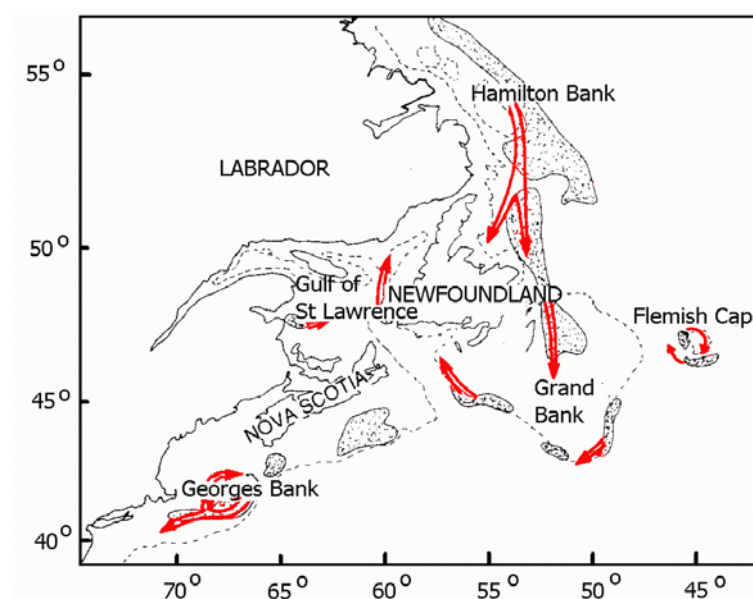 55°
Hamilton Bank
LABRADOR
50°
Gulf of
St Lawrence
NEWFOUNDLAND
Flemish Cap
Grand
Bank
45°
NOVA SCOTIA
Georges Bank
40°
70° 65° 60° 55° 50° 45°